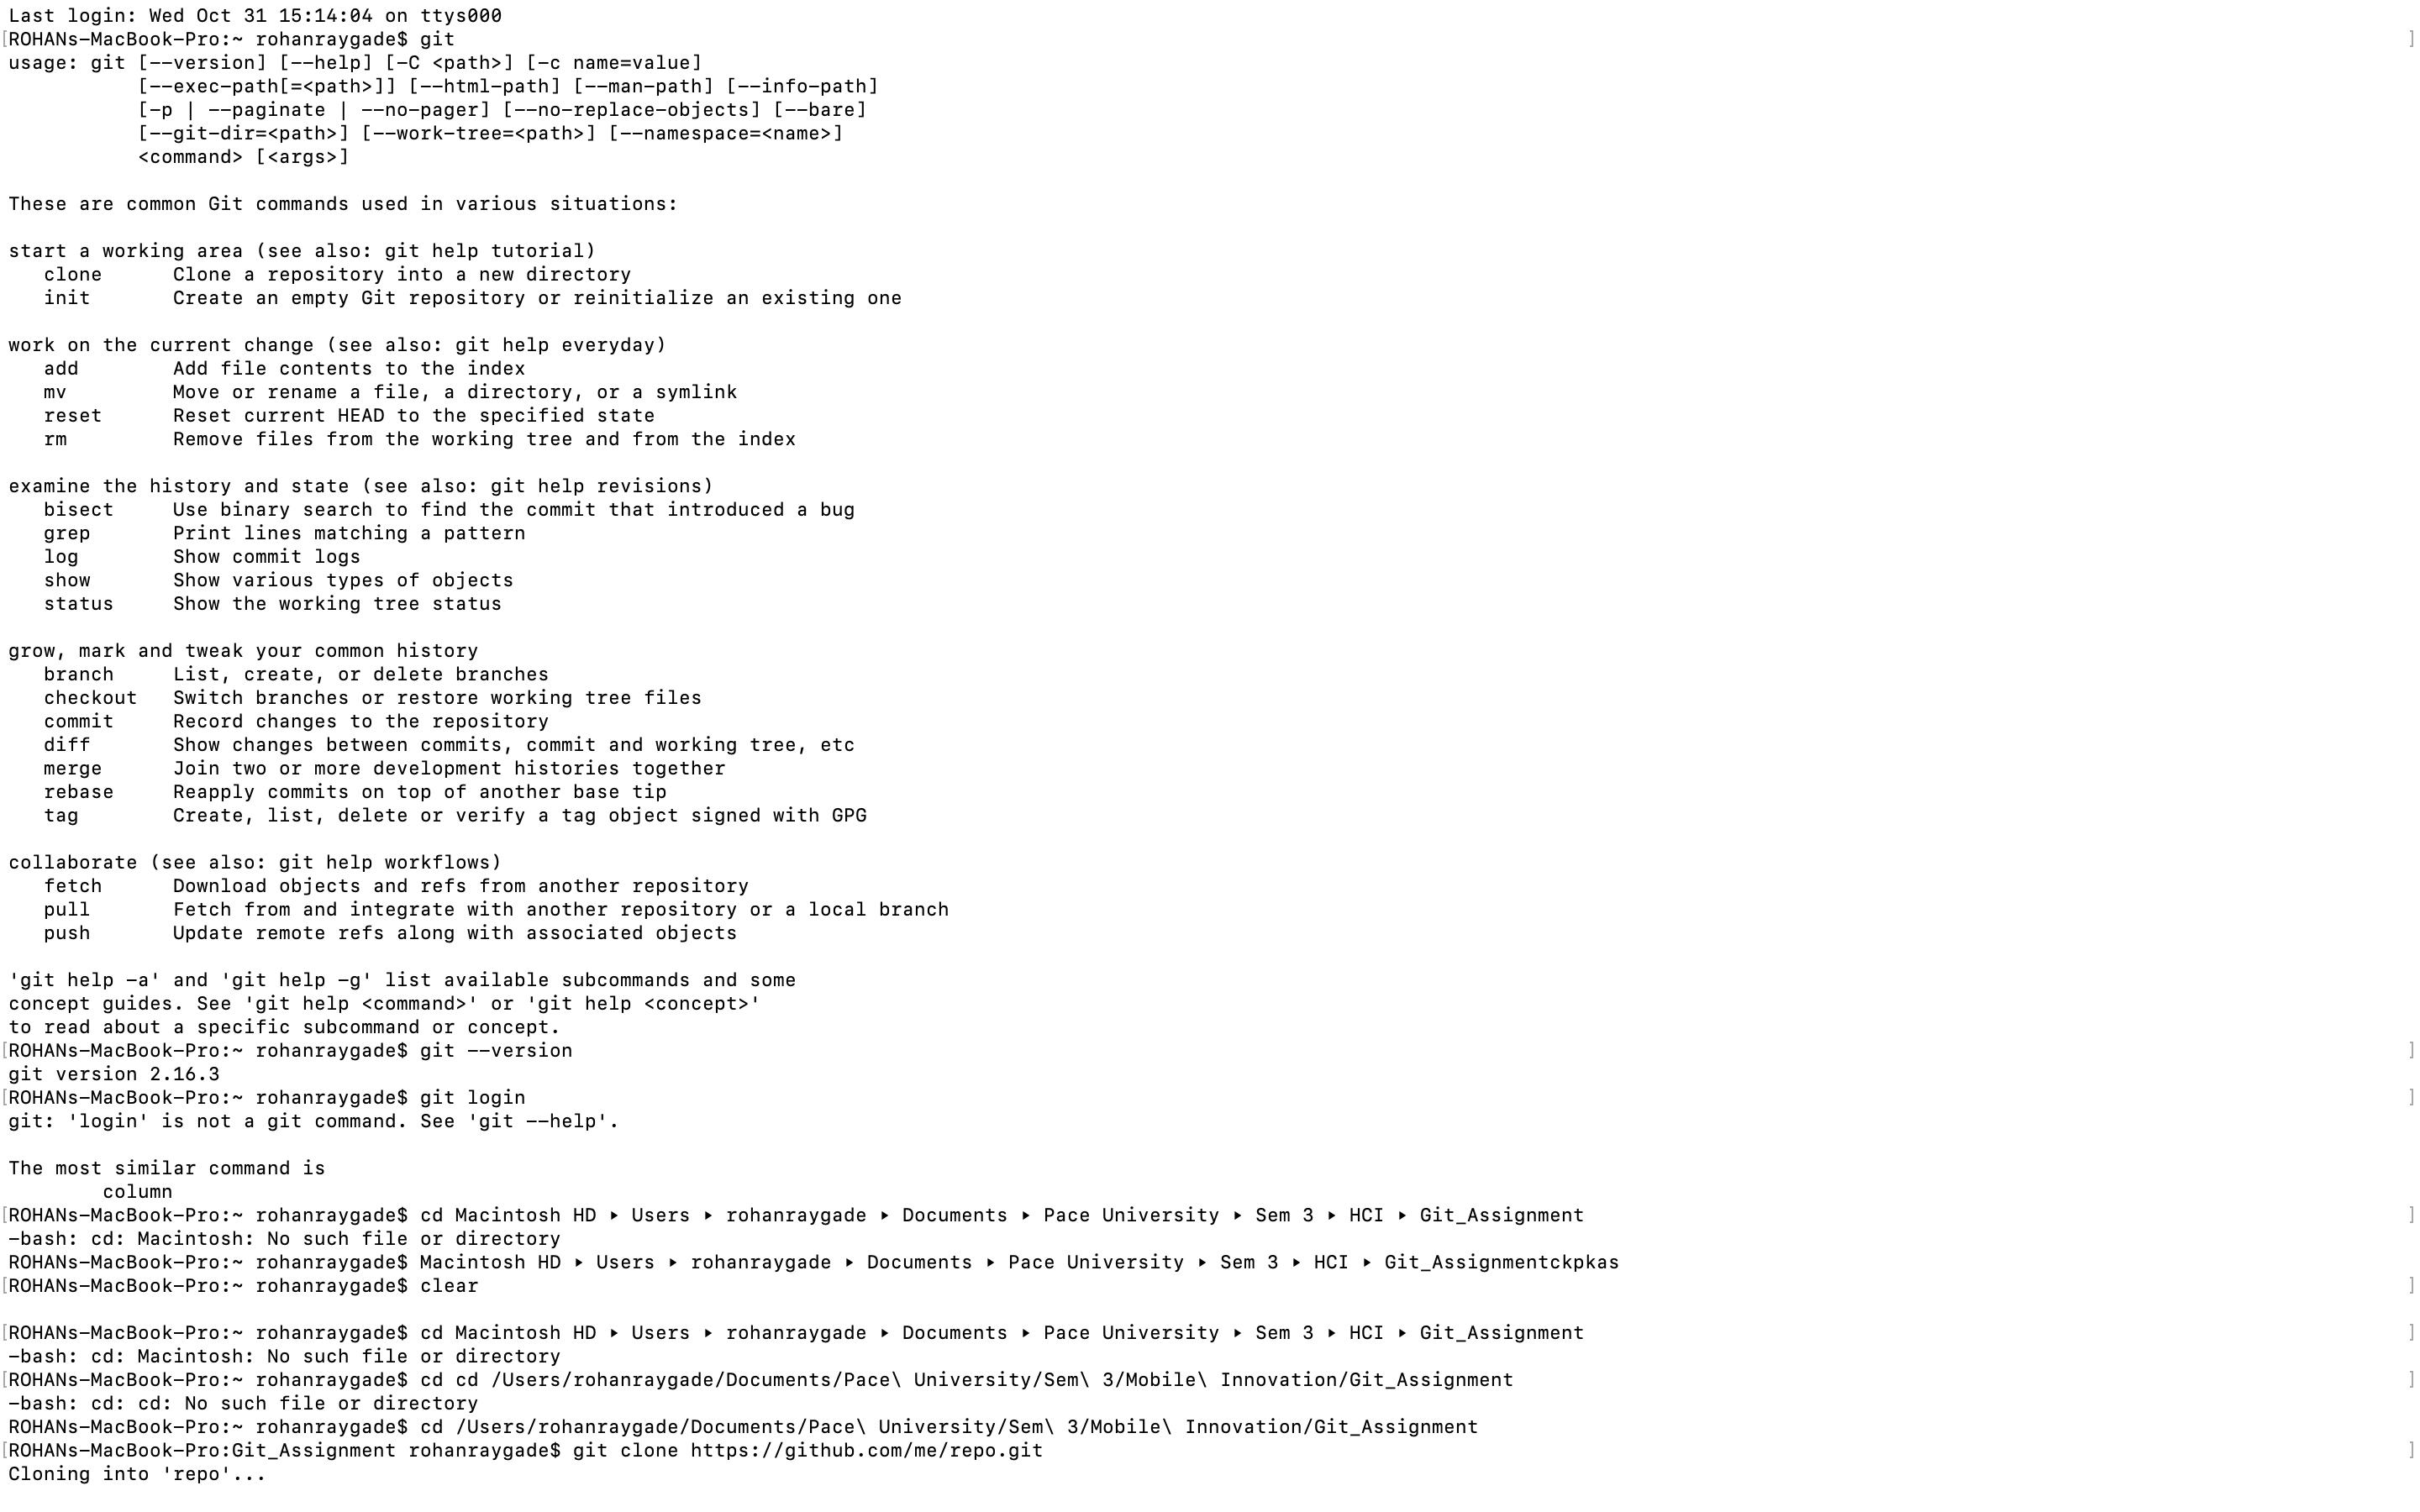 Last login: Wed Oct 31 15:14:04 on ttys000
[ROHANs-MacBook-Pro:~ rohanraygade$ git ]
usage: git [--version] [--help] [-C <path>] [-c name=value]
           [--exec-path[=<path>]] [--html-path] [--man-path] [--info-path]
           [-p | --paginate | --no-pager] [--no-replace-objects] [--bare]
           [--git-dir=<path>] [--work-tree=<path>] [--namespace=<name>]
           <command> [<args>]

These are common Git commands used in various situations:

start a working area (see also: git help tutorial)
   clone      Clone a repository into a new directory
   init       Create an empty Git repository or reinitialize an existing one

work on the current change (see also: git help everyday)
   add        Add file contents to the index
   mv         Move or rename a file, a directory, or a symlink
   reset      Reset current HEAD to the specified state
   rm         Remove files from the working tree and from the index

examine the history and state (see also: git help revisions)
   bisect     Use binary search to find the commit that introduced a bug
   grep       Print lines matching a pattern
   log        Show commit logs
   show       Show various types of objects
   status     Show the working tree status

grow, mark and tweak your common history
   branch     List, create, or delete branches
   checkout   Switch branches or restore working tree files
   commit     Record changes to the repository
   diff       Show changes between commits, commit and working tree, etc
   merge      Join two or more development histories together
   rebase     Reapply commits on top of another base tip
   tag        Create, list, delete or verify a tag object signed with GPG

collaborate (see also: git help workflows)
   fetch      Download objects and refs from another repository
   pull       Fetch from and integrate with another repository or a local branch
   push       Update remote refs along with associated objects

'git help -a' and 'git help -g' list available subcommands and some
concept guides. See 'git help <command>' or 'git help <concept>'
to read about a specific subcommand or concept.
[ROHANs-MacBook-Pro:~ rohanraygade$ git --version ]
git version 2.16.3
[ROHANs-MacBook-Pro:~ rohanraygade$ git login ]
git: 'login' is not a git command. See 'git --help'.

The most similar command is
        column
[ROHANs-MacBook-Pro:~ rohanraygade$ cd Macintosh HD ▸ Users ▸ rohanraygade ▸ Documents ▸ Pace University ▸ Sem 3 ▸ HCI ▸ Git_Assignment ]
-bash: cd: Macintosh: No such file or directory
ROHANs-MacBook-Pro:~ rohanraygade$ Macintosh HD ▸ Users ▸ rohanraygade ▸ Documents ▸ Pace University ▸ Sem 3 ▸ HCI ▸ Git_Assignmentckpkas
[ROHANs-MacBook-Pro:~ rohanraygade$ clear ]

[ROHANs-MacBook-Pro:~ rohanraygade$ cd Macintosh HD ▸ Users ▸ rohanraygade ▸ Documents ▸ Pace University ▸ Sem 3 ▸ HCI ▸ Git_Assignment ]
-bash: cd: Macintosh: No such file or directory
[ROHANs-MacBook-Pro:~ rohanraygade$ cd cd /Users/rohanraygade/Documents/Pace\ University/Sem\ 3/Mobile\ Innovation/Git_Assignment ]
-bash: cd: cd: No such file or directory
ROHANs-MacBook-Pro:~ rohanraygade$ cd /Users/rohanraygade/Documents/Pace\ University/Sem\ 3/Mobile\ Innovation/Git_Assignment
[ROHANs-MacBook-Pro:Git_Assignment rohanraygade$ git clone https://github.com/me/repo.git ]
Cloning into 'repo'...